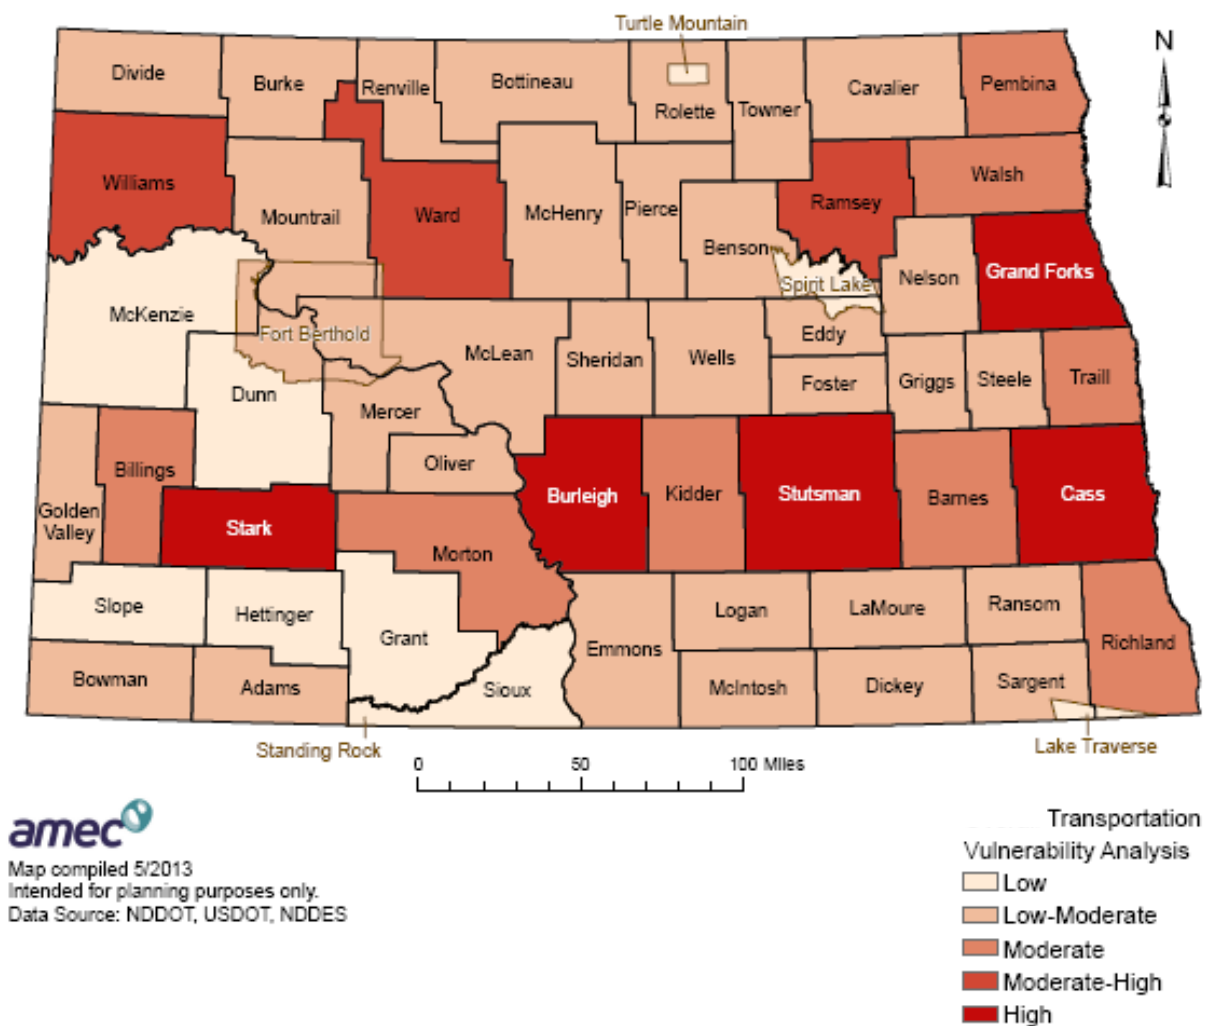 Turtle Mountain
N
Divide
Burke
Renville
Bottineau
Rolette
Towner
Cavalier
Pembina
Williams
Mountrail
Ward
McHenry
Pierce
Benson
Ramsey
Walsh
Spirit Lake
Nelson
Grand Forks
McKenzie
Fort Berthold
McLean
Sheridan
Wells
Eddy
Foster
Griggs
Steele
Traill
Dunn
Mercer
Oliver
Billings
Golden
Valley
Stark
Burleigh
Kidder
Stutsman
Barnes
Cass
Morton
Slope
Hettinger
Grant
Logan
LaMoure
Ransom
Richland
Emmons
Bowman
Adams
Sioux
McIntosh
Dickey
Sargent
Standing Rock
Lake Traverse
0 50 100 Miles
amec
Map compiled 5/2013
Intended for planning purposes only.
Data Source: NDDOT, USDOT, NDDES
Transportation
Vulnerability Analysis
Low
Low-Moderate
Moderate
Moderate-High
High